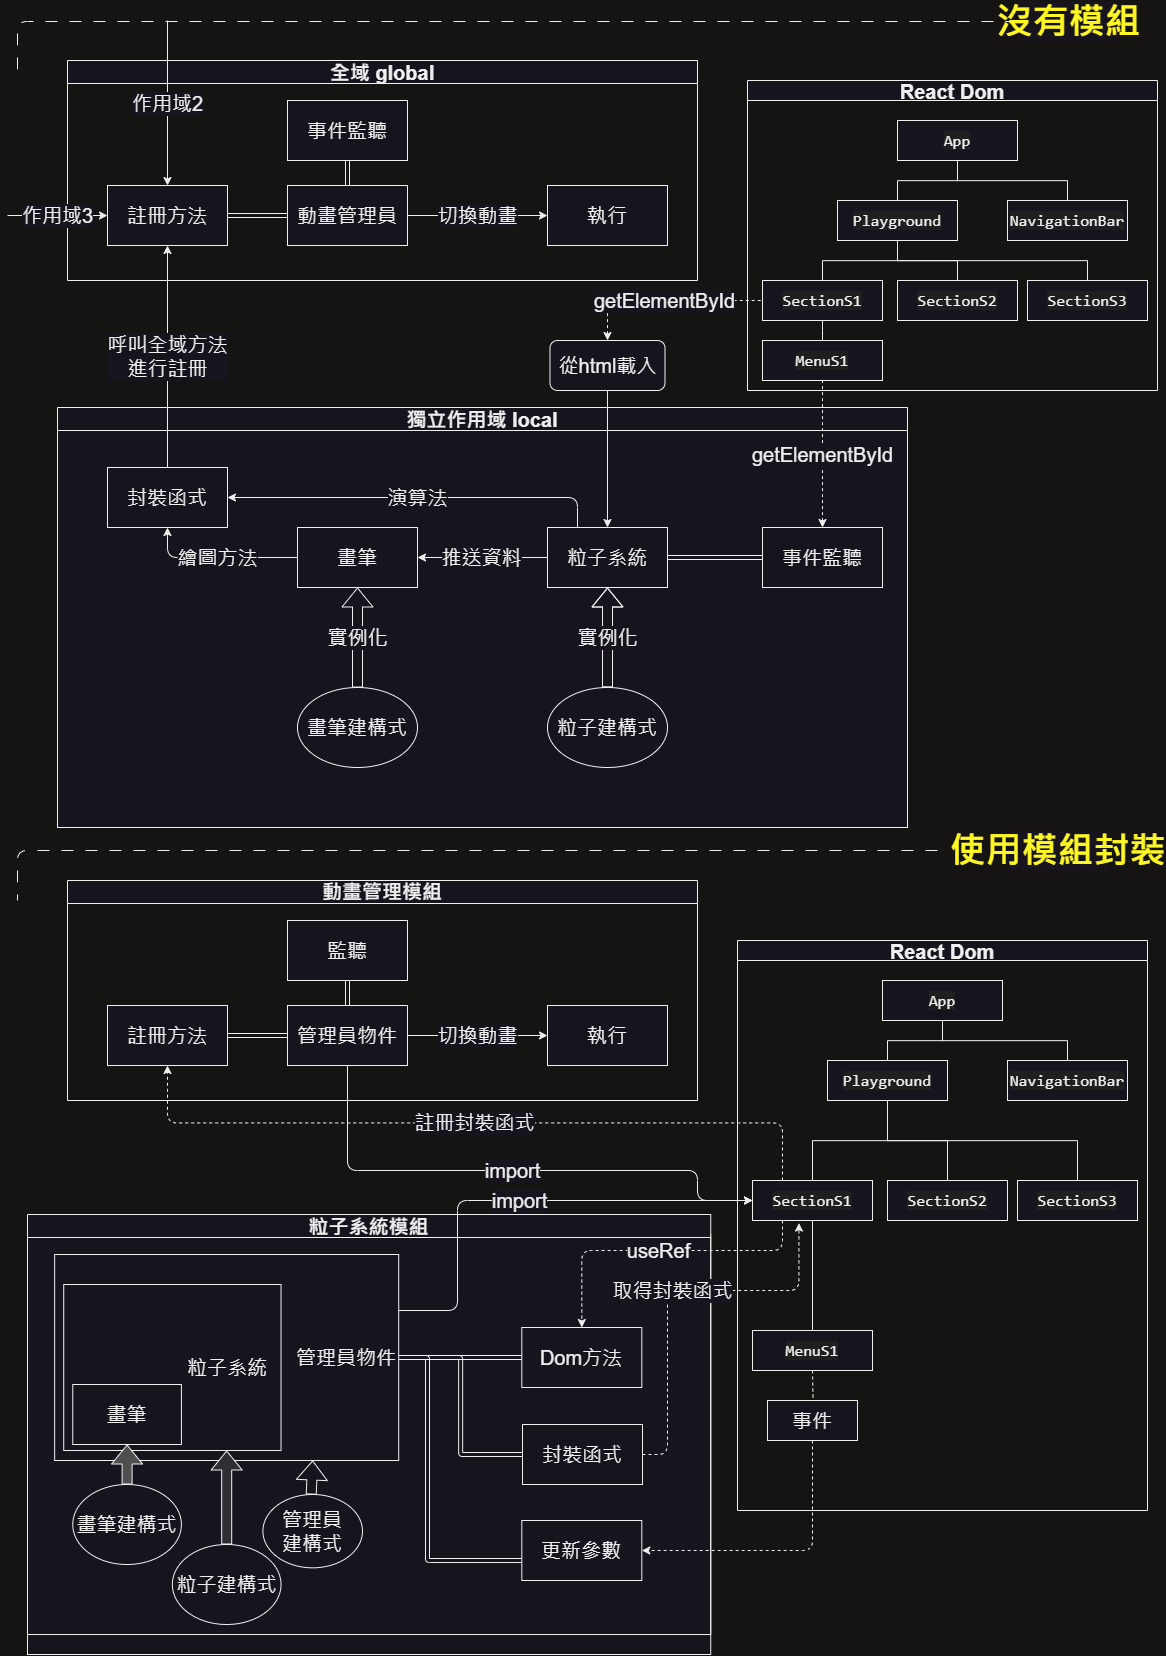 沒有模組
全域 global
作用域2
事件監聽
作用域3
註冊方法
動畫管理員
切換動畫
執行
React Dom
App
Playground
NavigationBar
SectionS1
SectionS2
SectionS3
MenuS1
getElementById
從html載入
呼叫全域方法
進行註冊
getElementById
獨立作用域 local
封裝函式
演算法
繪圖方法
畫筆
推送資料
粒子系統
事件監聽
實例化
實例化
畫筆建構式
粒子建構式
使用模組封裝
動畫管理模組
監聽
註冊方法
管理員物件
切換動畫
執行
React Dom
App
Playground
NavigationBar
SectionS1
SectionS2
SectionS3
註冊封裝函式
import
import
粒子系統模組
useRef
取得封裝函式
管理員物件
粒子系統
畫筆
Dom方法
封裝函式
更新參數
MenuS1
事件
畫筆建構式
粒子建構式
管理員
建構式